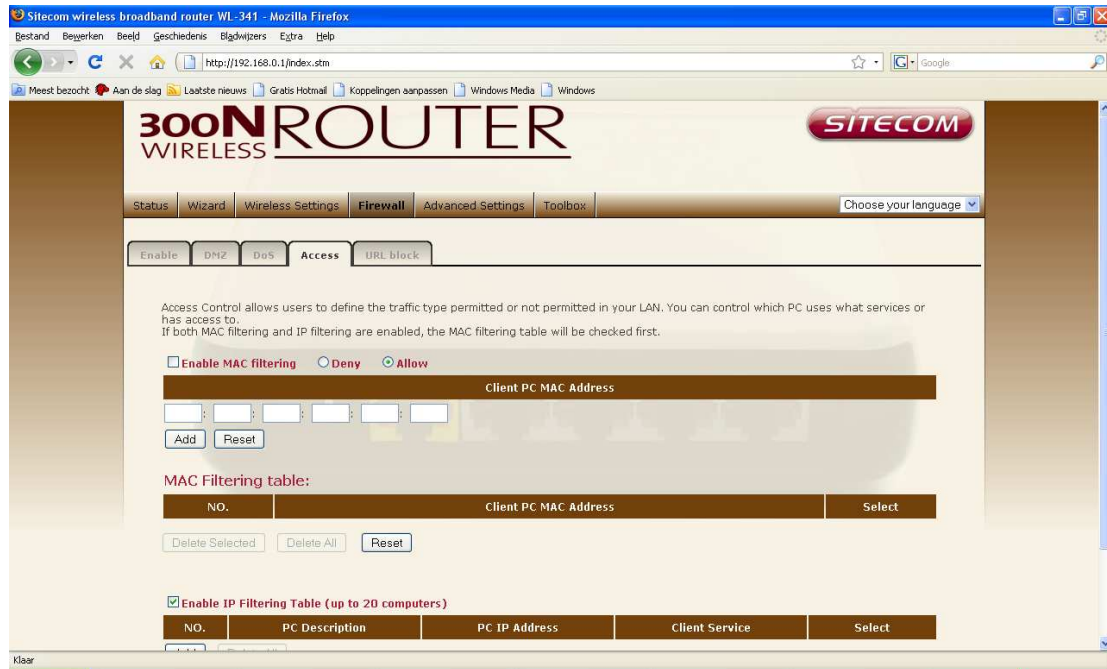 Sitecom wireless broadband router WL-341 - Mozilla Firefox
Bestand Bewerken Beeld Geschiedenis Bladwijzers Extra Help
http://192.168.0.1/index.stm
G Google
Meest bezocht Aan de slag Laatste nieuws Gratis Hotmail Koppelingen aanpassen Windows Media Windows
300N ROUTER
WIRELESS
SITECOM
Status Wizard Wireless Settings Firewall Advanced Settings Toolbox Choose your language
Enable DMZ DoS Access URL block
Access Control allows users to define the traffic type permitted or not permitted in your LAN. You can control which PC uses what services or
has access to.
If both MAC filtering and IP filtering are enabled, the MAC filtering table will be checked first.
Enable MAC filtering Deny Allow
Client PC MAC Address
: : : : :
Add Reset
MAC Filtering table:
NO. Client PC MAC Address Select
Delete Selected Delete All Reset
Enable IP Filtering Table (up to 20 computers)
NO. PC Description PC IP Address Client Service Select
Klaar